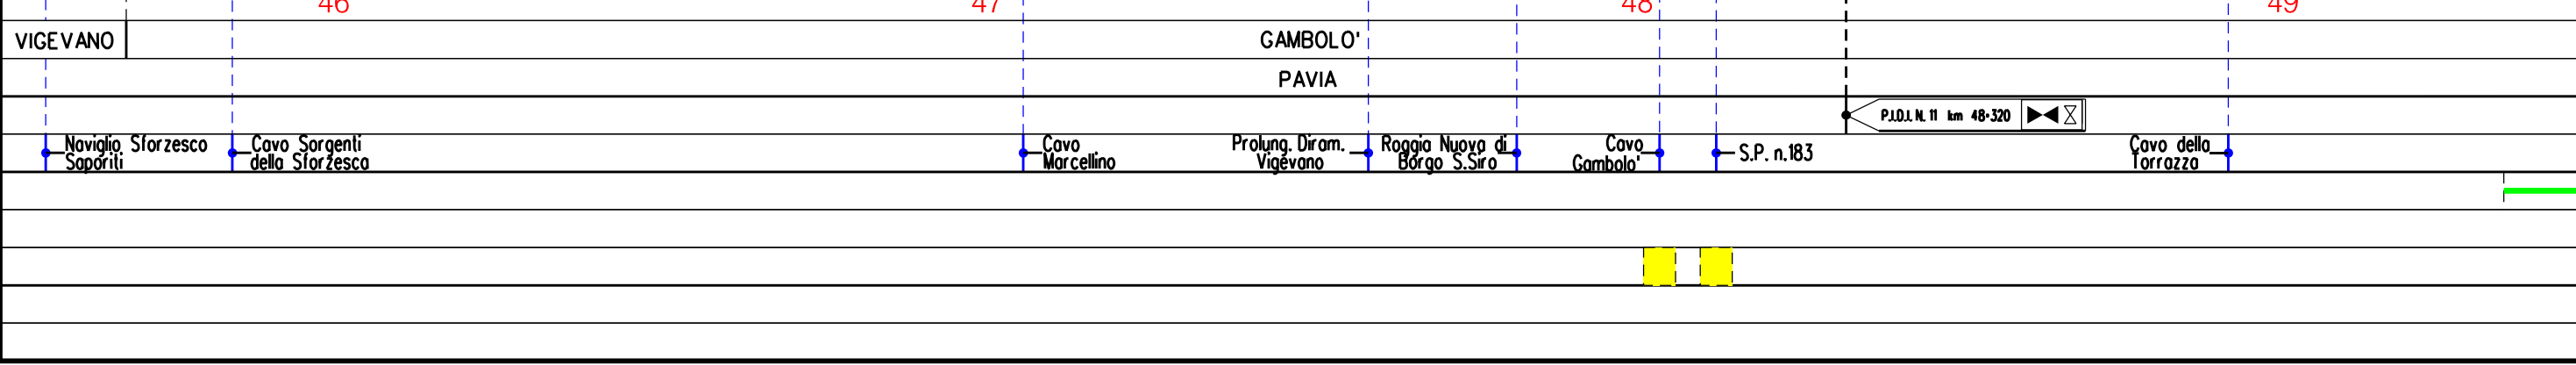 46 47 48 49
VIGEVANO GAMBOLO'
PAVIA
P.I.D.I. N. 11 km 48+320
Naviglio Sforzesco
Saporiti
Cavo Sorgenti
della Sforzesca
Cavo
Marcellino
Prolung. Diram.
Vigevano
Roggia Nuova di
Borgo S.Siro
Cavo
Gambolo'
S.P. n.183
Cavo della
Torrazza